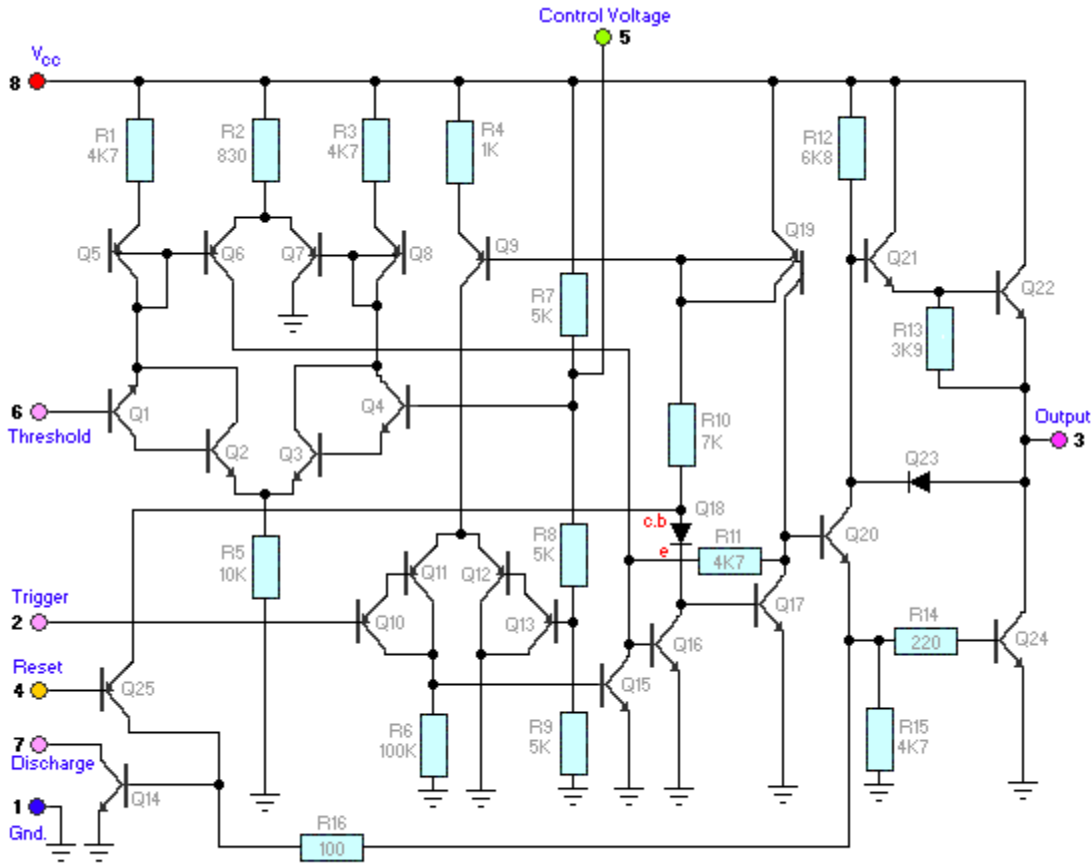 Control Voltage
5
Vcc
8
R1
4K7
R2
830
R3
4K7
R4
1K
R12
6K8
Q5
Q6
Q7
Q8
Q9
Q19
Q21
Q22
R7
5K
R13
3K9
6
Threshold
Q1
Q2
Q3
Q4
R10
7K
Output
3
Q23
Q18
c.b
e
R5
10K
R8
5K
R11
4K7
Q20
Trigger
2
Q11
Q12
Q10
Q13
Q16
Q17
R14
220
Q24
Reset
4
Q25
Q15
R6
100K
R9
5K
R15
4K7
7
Discharge
Q14
1
Gnd.
R16
100